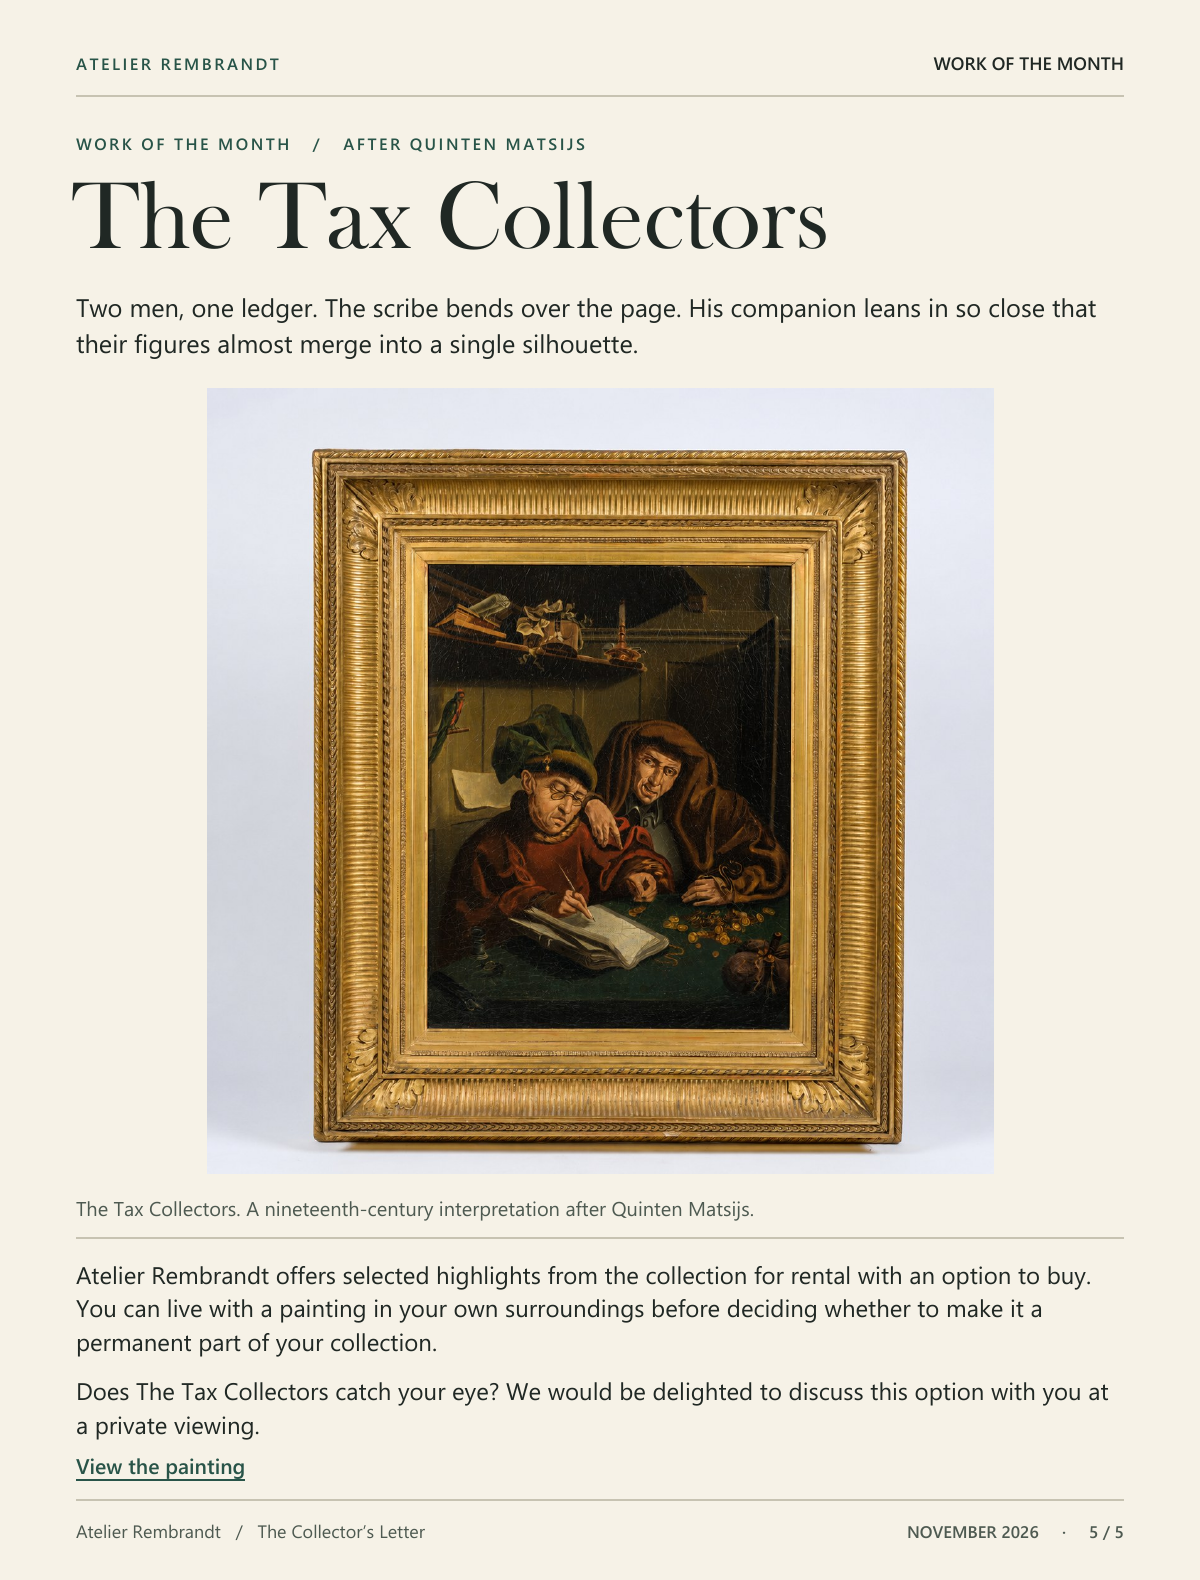 ATELIER REMBRANDT
WORK OF THE MONTH
WORK OF THE MONTH / AFTER QUINTEN MATSIJS
The Tax Collectors
Two men, one ledger. The scribe bends over the page. His companion leans in so close that
their figures almost merge into a single silhouette.
The Tax Collectors. A nineteenth-century interpretation after Quinten Matsijs.
Atelier Rembrandt offers selected highlights from the collection for rental with an option to buy.
You can live with a painting in your own surroundings before deciding whether to make it a
permanent part of your collection.
Does The Tax Collectors catch your eye? We would be delighted to discuss this option with you at
a private viewing.
View the painting
Atelier Rembrandt / The Collector’s Letter
NOVEMBER 2026 · 5 / 5